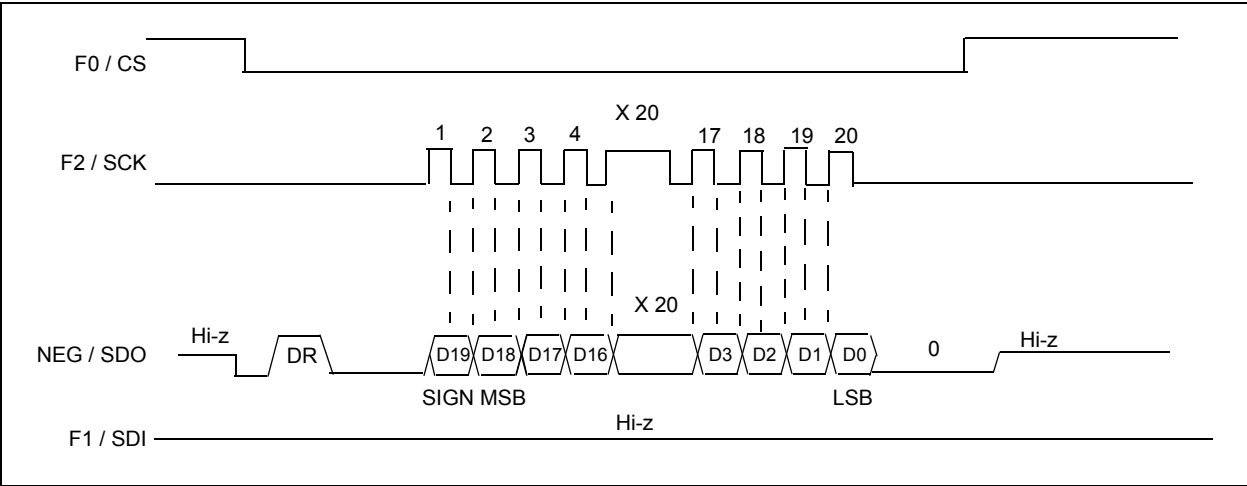 F0 / CS
X 20
1 2 3 4 17 18 19 20
F2 / SCK
X 20
Hi-z DR D19 D18 D17 D16 D3 D2 D1 D0 0 Hi-z
NEG / SDO
SIGN MSB LSB
Hi-z
F1 / SDI